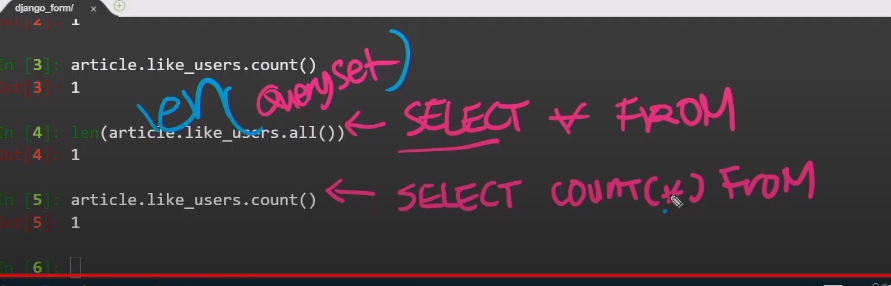 django_form/ ×
2 1
In [3]: article.like_users.count()
Out[3]: 1
len(queryset)
In [4]: len(article.like_users.all()) ← SELECT * FROM
Out[4]: 1
In [5]: article.like_users.count() ← SELECT COUNT(*) FROM
Out[5]: 1
In [6]: